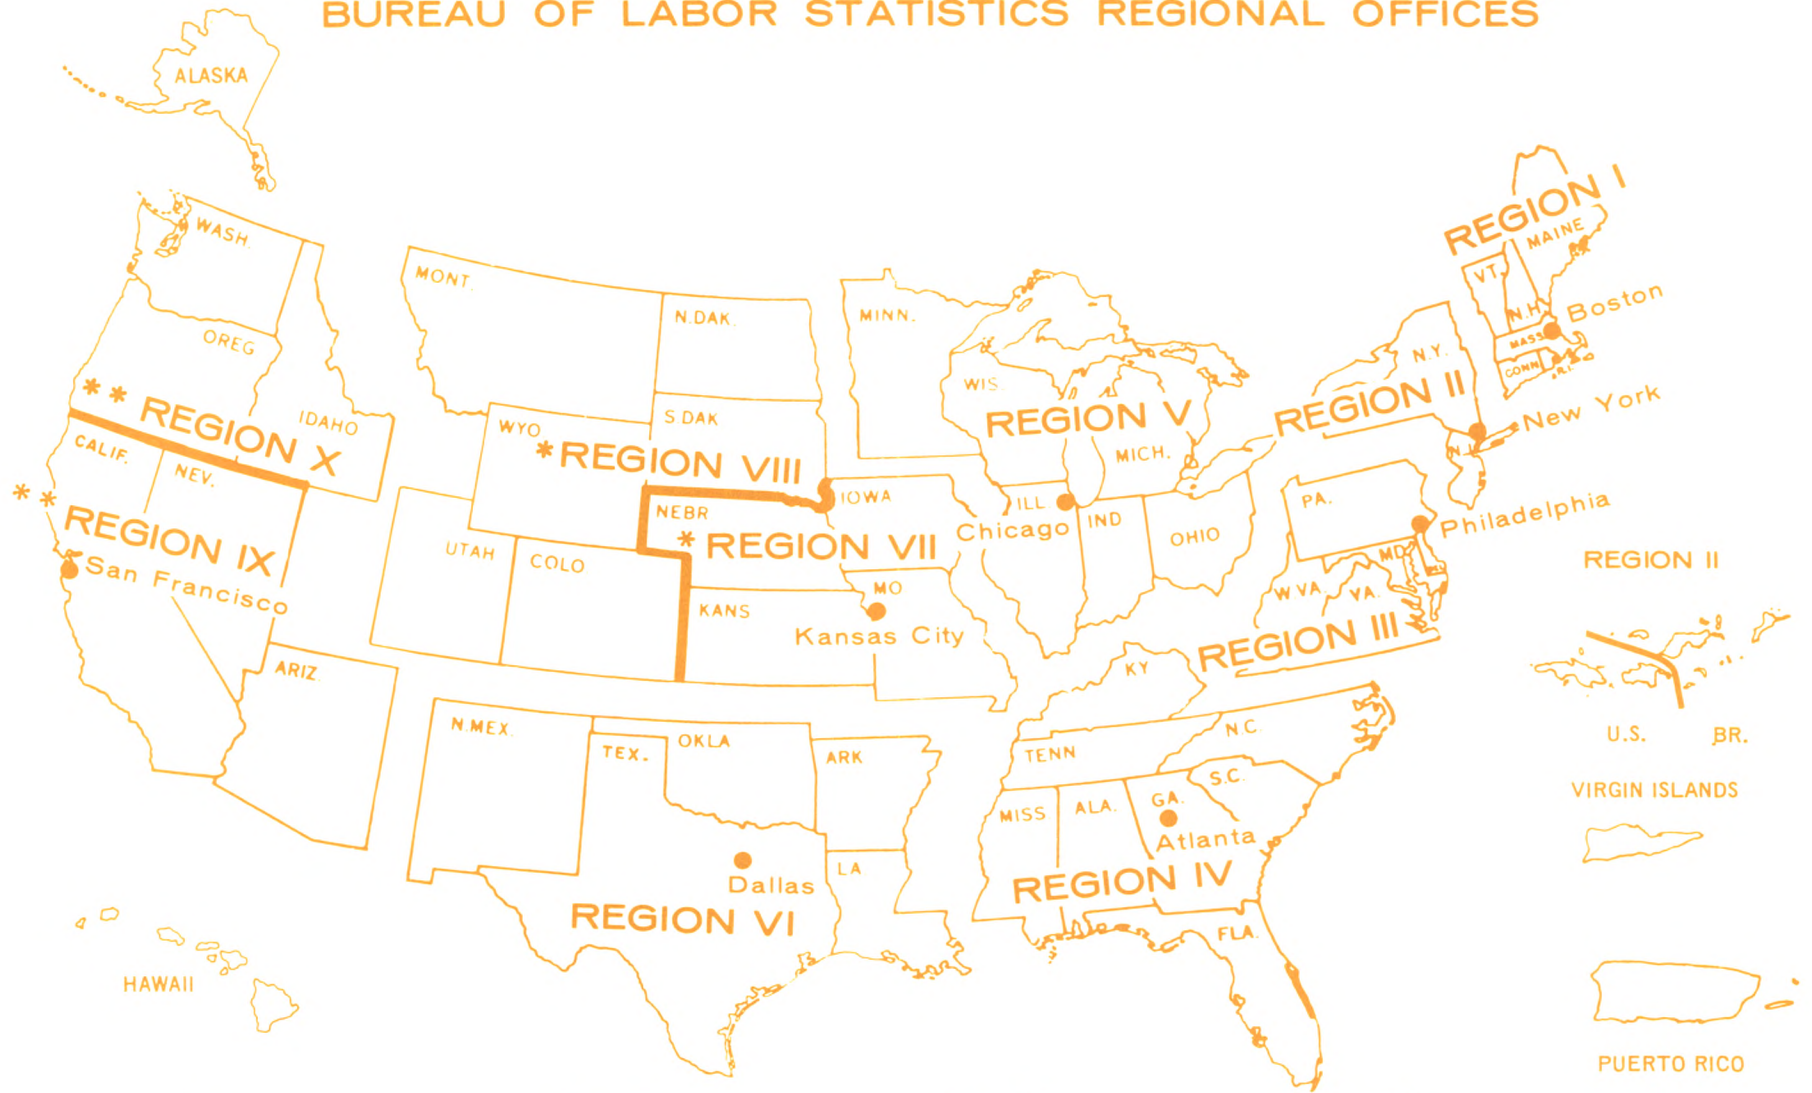 BUREAU OF LABOR STATISTICS REGIONAL OFFICES
ALASKA
WASH.
OREG
IDAHO
** REGION X
MONT.
N.DAK.
S.DAK
WYO
*REGION VIII
UTAH
COLO
CALIF.
NEV.
** REGION IX
San Francisco
ARIZ
HAWAII
NEBR
IOWA
* REGION VII
KANS
MO
Kansas City
MINN.
WIS.
REGION V
MICH.
ILL
Chicago
IND
OHIO
REGION I
MAINE
VT.
N.H.
Boston
MASS
CONN
R.I.
N.Y.
REGION II
New York
N.J.
PA.
Philadelphia
MD
W VA.
VA.
REGION III
REGION II
U.S. BR.
VIRGIN ISLANDS
PUERTO RICO
KY
TENN
N.C.
S.C.
MISS
ALA.
GA.
Atlanta
REGION IV
FLA.
N.MEX.
TEX.
OKLA
ARK
LA
Dallas
REGION VI